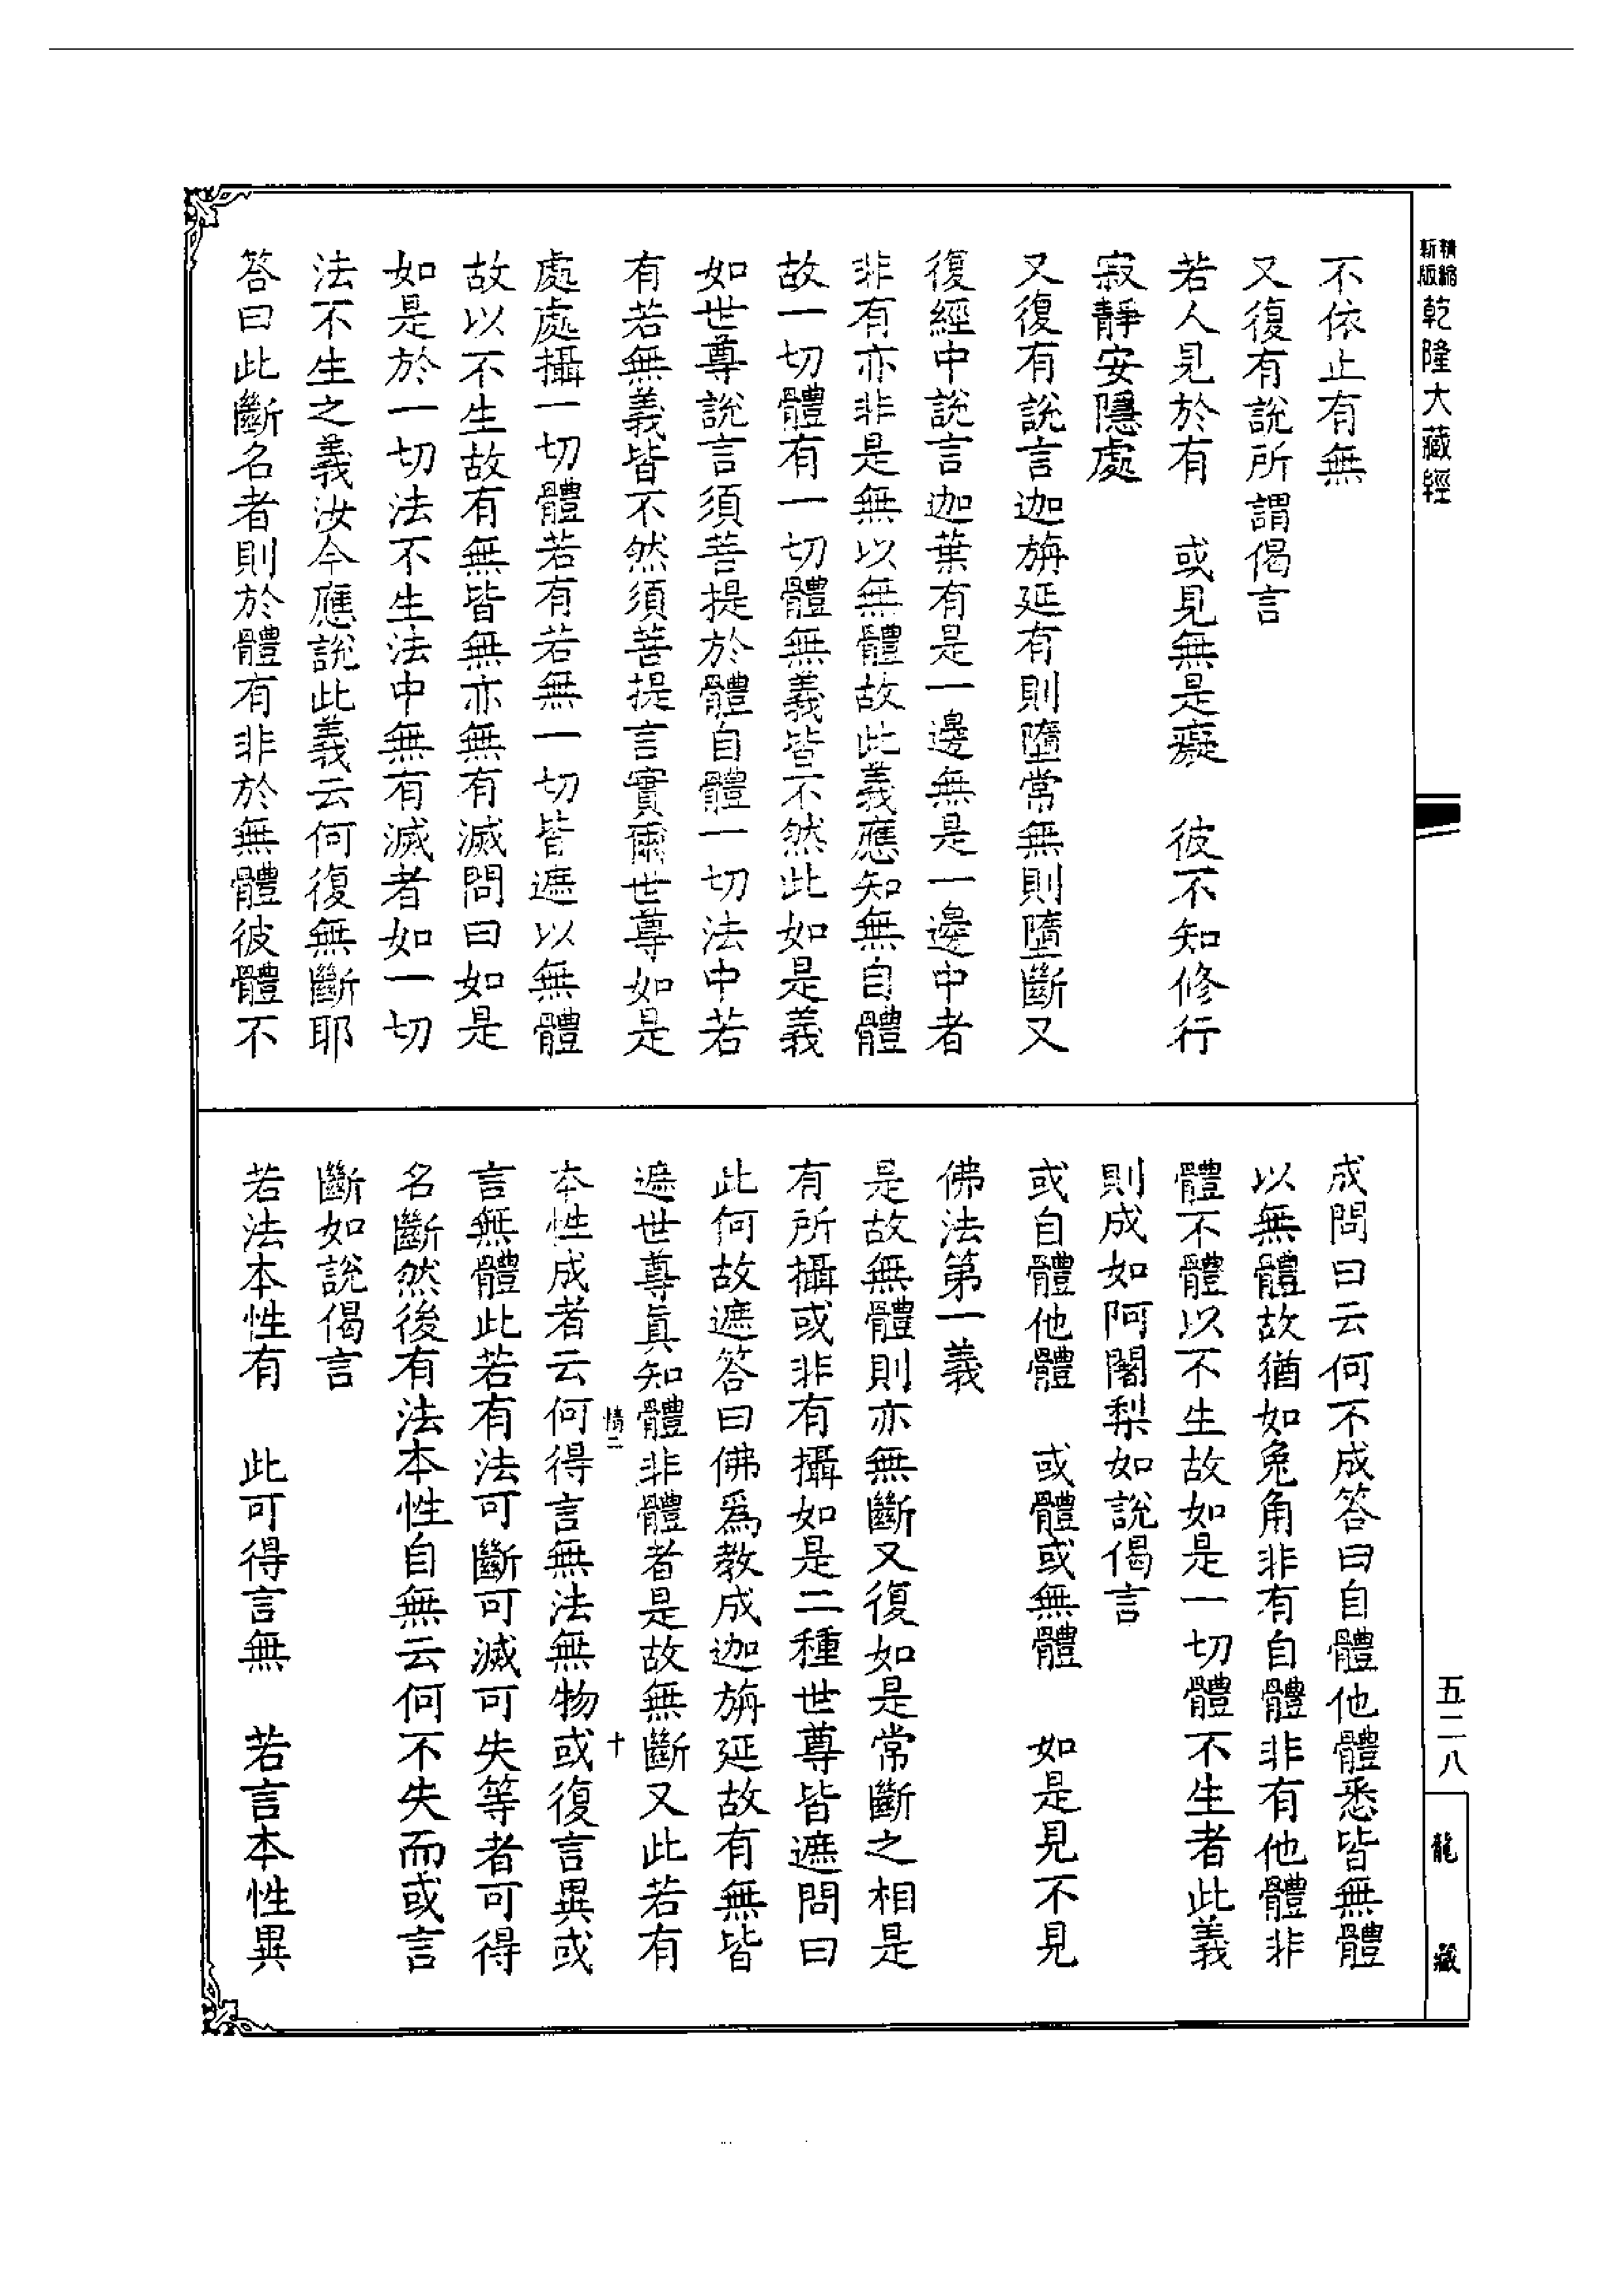 精縮新版乾隆大藏經
不依止有無
又復有說所謂偈言
若人見於有　或見無是癡　彼不知修行
寂靜安隱處
又復有說言迦旃延有則墮常無則墮斷又
復經中說言迦葉有是一邊無是一邊中者
非有亦非是無以無體故此義應知無自體
故一切體有一切體無義皆不然此如是義
如世尊說言須菩提於體自體一切法中若
有若無義皆不然須菩提言實爾世尊如是
處處攝一切體若有若無一切皆遮以無體
故以不生故有無皆無亦無有滅問曰如是
如是於一切法不生法中無有滅者如一切
法不生之義汝今應說此義云何復無斷耶
答曰此斷名者則於體有非於無體彼體不
成問曰云何不成答曰自體他體悉皆無體
以無體故猶如兔角非有自體非有他體非
體不體以不生故如是一切體不生者此義
則成如阿闍梨如說偈言
或自體他體　或體或無體　如是見不見
佛法第一義
是故無體則亦無斷又復如是常斷之相是
有所攝或非有攝如是二種世尊皆遮問曰
此何故遮答曰佛為教成迦旃延故有無皆
遮世尊真知體非體者是故無斷又此若有
情二　十
本性成者云何得言無法無物或復言異或
言無體此若有法可斷可滅可失等者可得
名斷然後有法本性自無云何不失而或言
斷如說偈言
若法本性有　此可得言無　若言本性異
五二八
龍藏